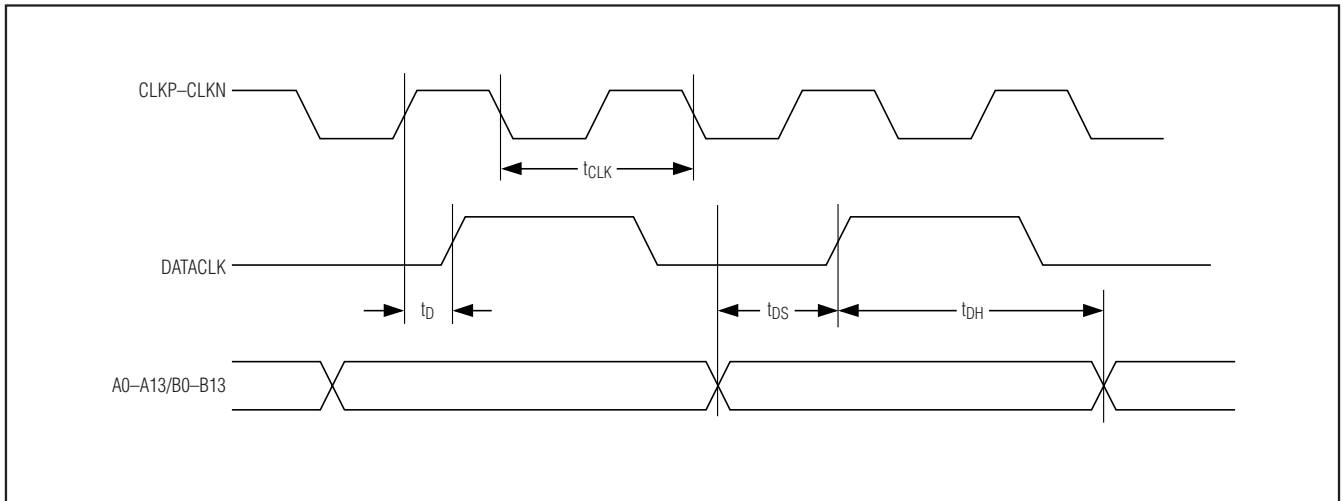 CLKP–CLKN
tCLK
DATACLK
tD
tDS
tDH
A0–A13/B0–B13